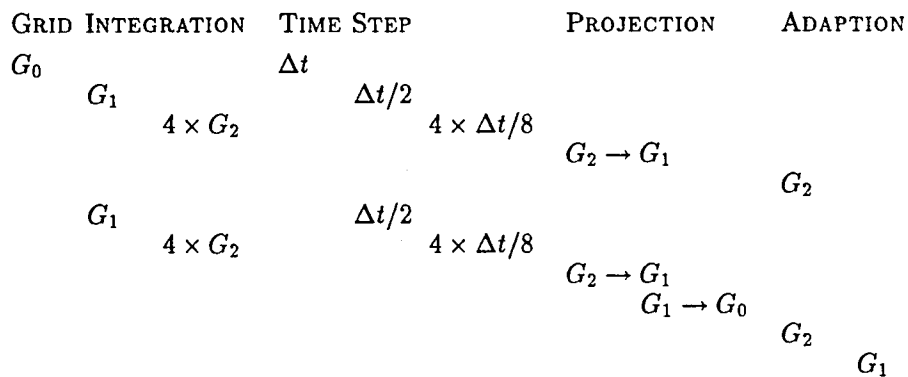 GRID INTEGRATION TIME STEP PROJECTION ADAPTION
G₀ Δt
G₁ Δt/2
4 × G₂ 4 × Δt/8
G₂ → G₁
G₂
G₁ Δt/2
4 × G₂ 4 × Δt/8
G₂ → G₁
G₁ → G₀
G₂
G₁